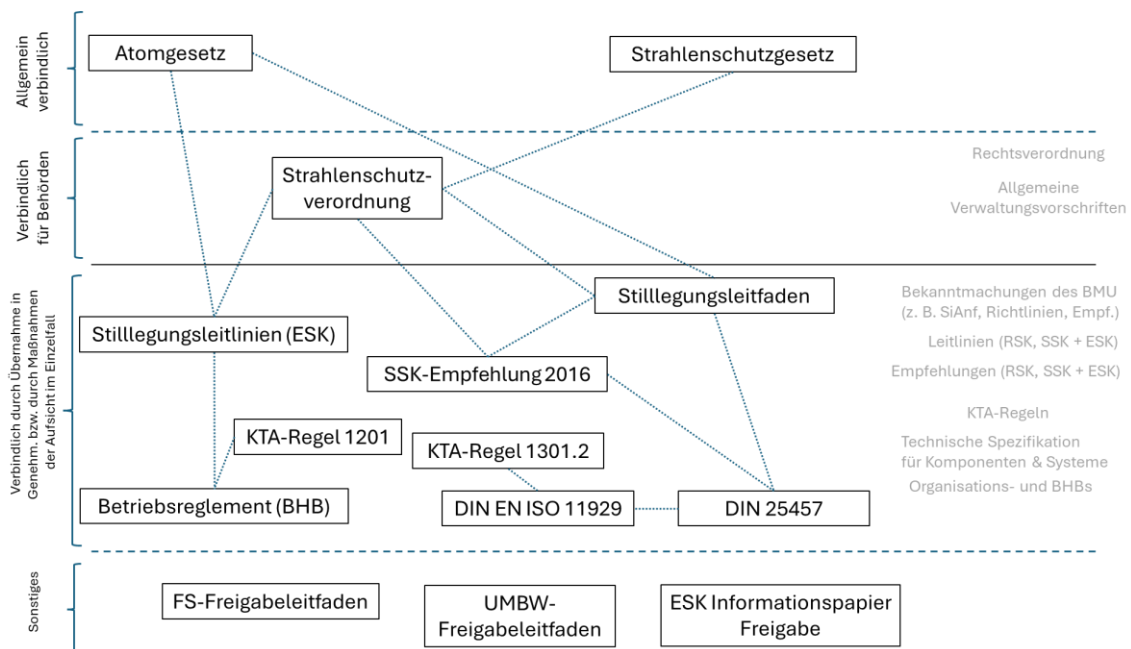 Allgemein
verbindlich
Atomgesetz
Strahlenschutzgesetz
Verbindlich
für Behörden
Strahlenschutz-
verordnung
Rechtsverordnung
Allgemeine
Verwaltungsvorschriften
Verbindlich durch Übernahme in
Genehm. bzw. durch Maßnahmen
der Aufsicht im Einzelfall
Stilllegungsleitfaden
Stilllegungsleitlinien (ESK)
SSK-Empfehlung 2016
KTA-Regel 1201
KTA-Regel 1301.2
Betriebsreglement (BHB)
DIN EN ISO 11929
DIN 25457
Bekanntmachungen des BMU
(z. B. SiAnf, Richtlinien, Empf.)
Leitlinien (RSK, SSK + ESK)
Empfehlungen (RSK, SSK + ESK)
KTA-Regeln
Technische Spezifikation
für Komponenten & Systeme
Organisations- und BHBs
Sonstiges
FS-Freigabeleitfaden
UMBW-
Freigabeleitfaden
ESK Informationspapier
Freigabe